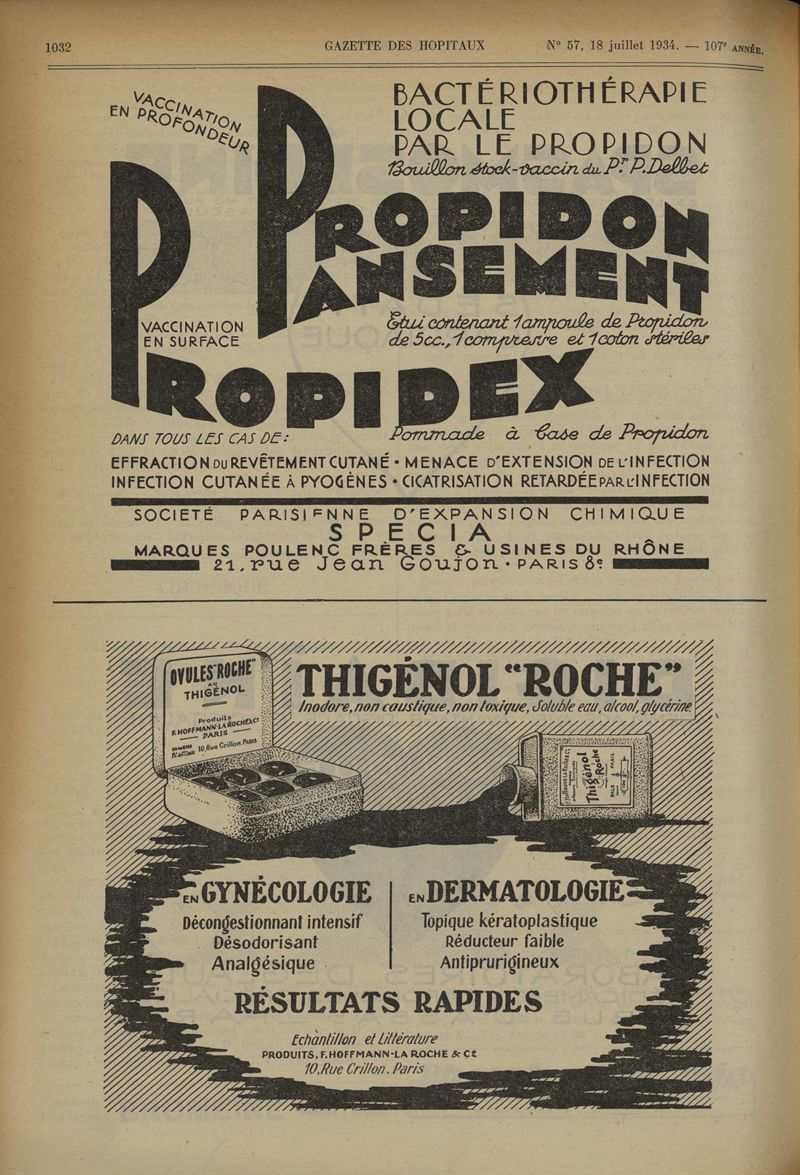 1032 GAZETTE DES HOPITAUX N° 57, 18 juillet 1934. — 107e ANNÉE.
VACCINATION
EN PROFONDEUR
BACTÉRIOTHÉRAPIE
LOCALE
PAR LE PROPIDON
Bouillon stock-vaccin du Pr P. Delbet
PROPIDON
PANSEMENT
Étui contenant 1 ampoule de Propidon
de 5cc., 1 compresse et 1 coton stériles
VACCINATION
EN SURFACE
PROPIDEX
Pommade à base de Propidon
DANS TOUS LES CAS DE :
EFFRACTION DU REVÊTEMENT CUTANÉ • MENACE D'EXTENSION DE L'INFECTION
INFECTION CUTANÉE À PYOGÈNES • CICATRISATION RETARDÉE PAR L'INFECTION
SOCIETÉ PARISIENNE D'EXPANSION CHIMIQUE
SPECIA
MARQUES POULENC FRÈRES & USINES DU RHÔNE
21, rue Jean Goujon • PARIS 8e
OVULES "ROCHE"
AU
THIGÉNOL
Produits
F. HOFFMANN-LA ROCHE & Co
PARIS
10, Rue Crillon PARIS
THIGÉNOL "ROCHE"
Inodore, non caustique, non toxique, Soluble eau, alcool, glycérine
Thigénol
Roche
EN GYNÉCOLOGIE
Décongestionnant intensif
Désodorisant
Analgésique
EN DERMATOLOGIE
Topique kératoplastique
Réducteur faible
Antiprurigineux
RÉSULTATS RAPIDES
Echantillon et Littérature
PRODUITS, F. HOFFMANN-LA ROCHE & Ce
10, Rue Crillon. Paris